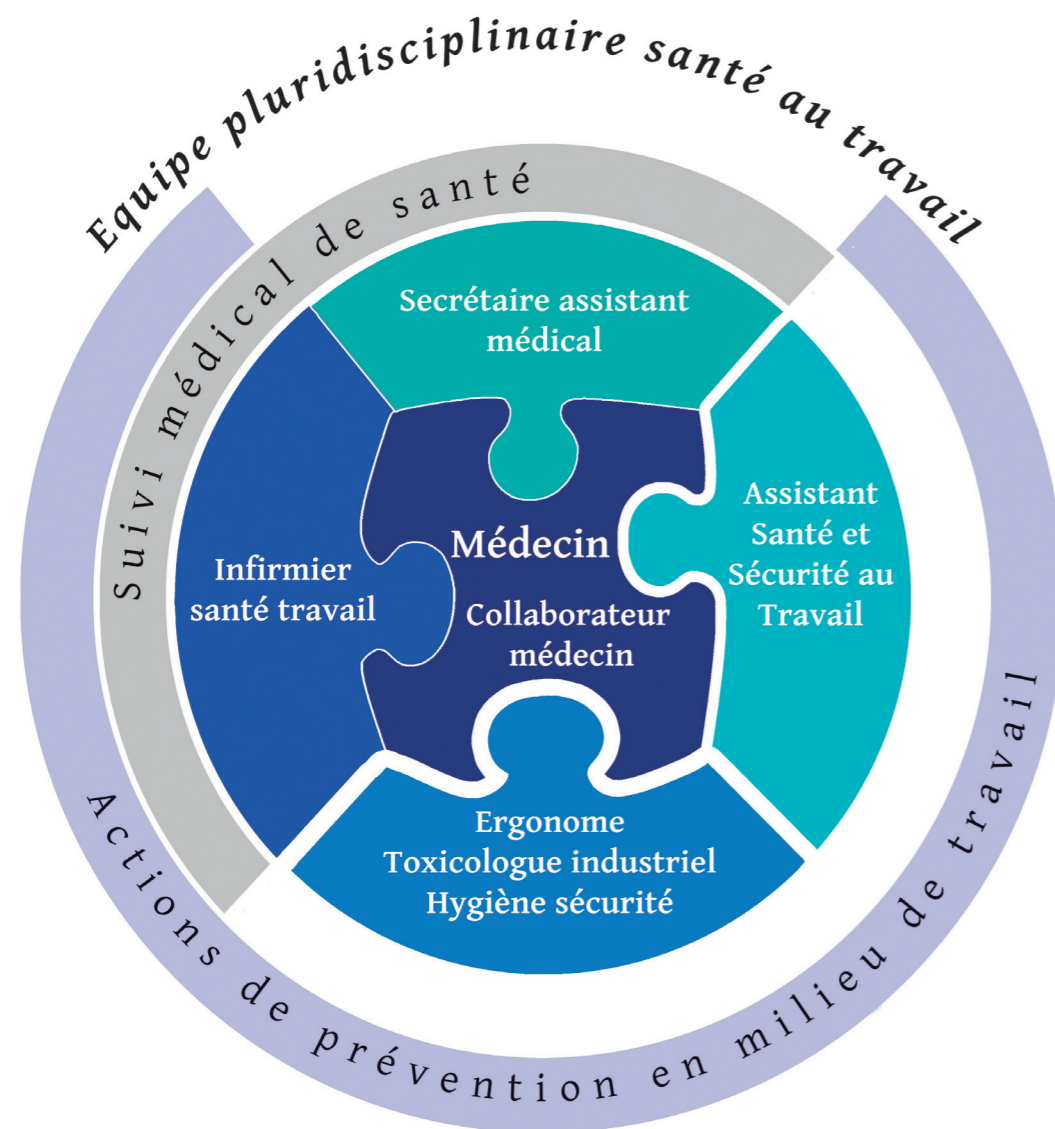 Equipe pluridisciplinaire santé au travail
Suivi médical de santé
Secrétaire assistant
médical
Infirmier
santé travail
Médecin
Collaborateur
médecin
Assistant
Santé et
Sécurité au
Travail
Ergonome
Toxicologue industriel
Hygiène sécurité
Actions de prévention en milieu de travail